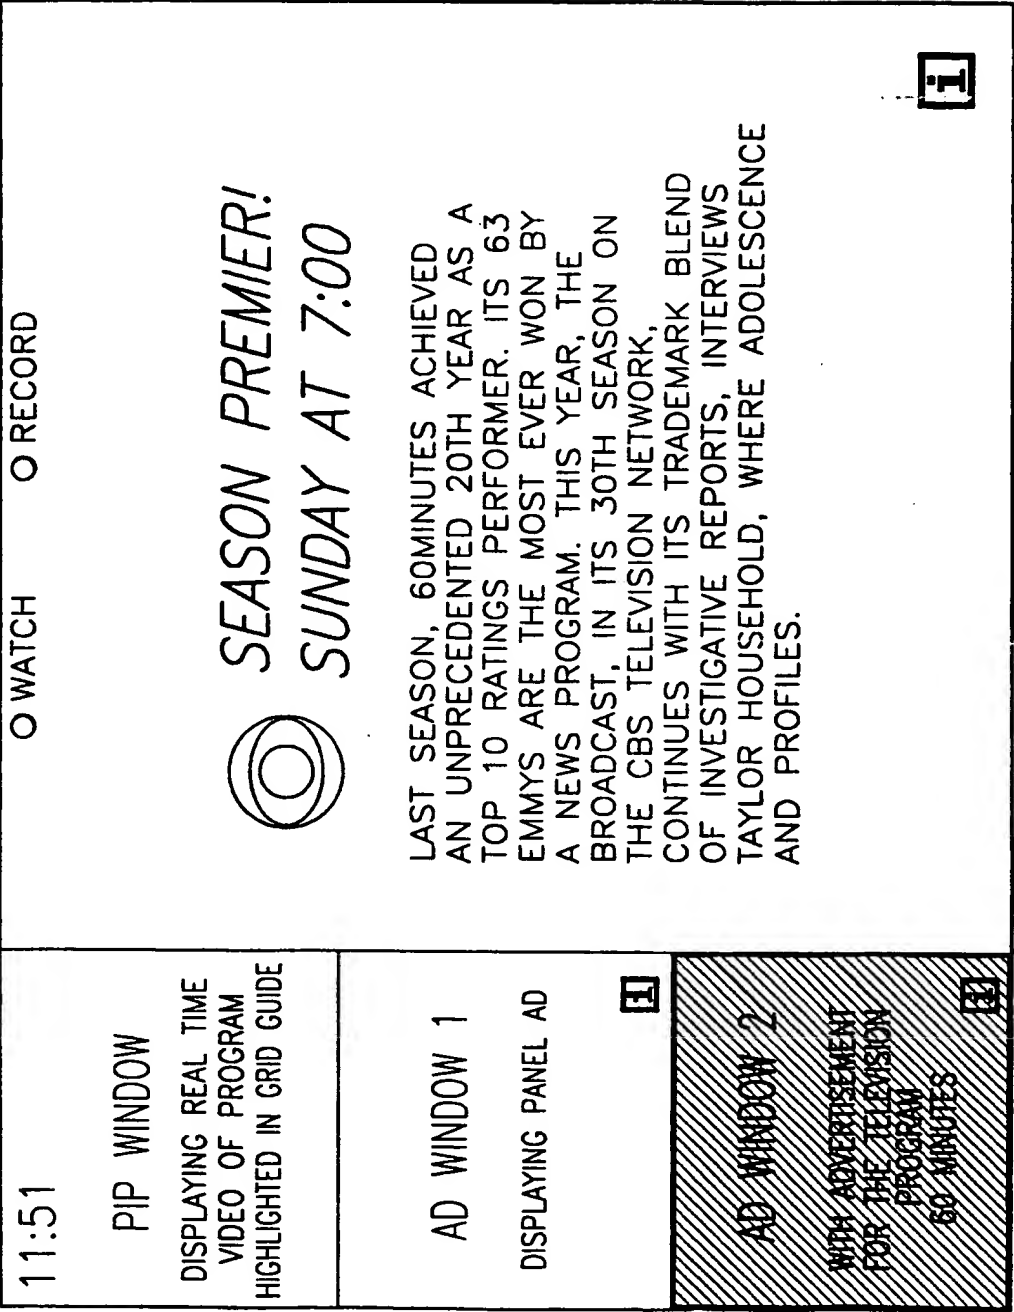 11:51
O WATCH
O RECORD
PIP WINDOW
DISPLAYING REAL TIME
VIDEO OF PROGRAM
HIGHLIGHTED IN GRID GUIDE
AD WINDOW 1
DISPLAYING PANEL AD
i
AD WINDOW 2
WITH ADVERTISEMENT
FOR THE TELEVISION
PROGRAM
60 MINUTES
i
SEASON PREMIER!
SUNDAY AT 7:00
LAST SEASON, 60MINUTES ACHIEVED
AN UNPRECEDENTED 20TH YEAR AS A
TOP 10 RATINGS PERFORMER. ITS 63
EMMYS ARE THE MOST EVER WON BY
A NEWS PROGRAM. THIS YEAR, THE
BROADCAST, IN ITS 30TH SEASON ON
THE CBS TELEVISION NETWORK,
CONTINUES WITH ITS TRADEMARK BLEND
OF INVESTIGATIVE REPORTS, INTERVIEWS
TAYLOR HOUSEHOLD, WHERE ADOLESCENCE
AND PROFILES.
i